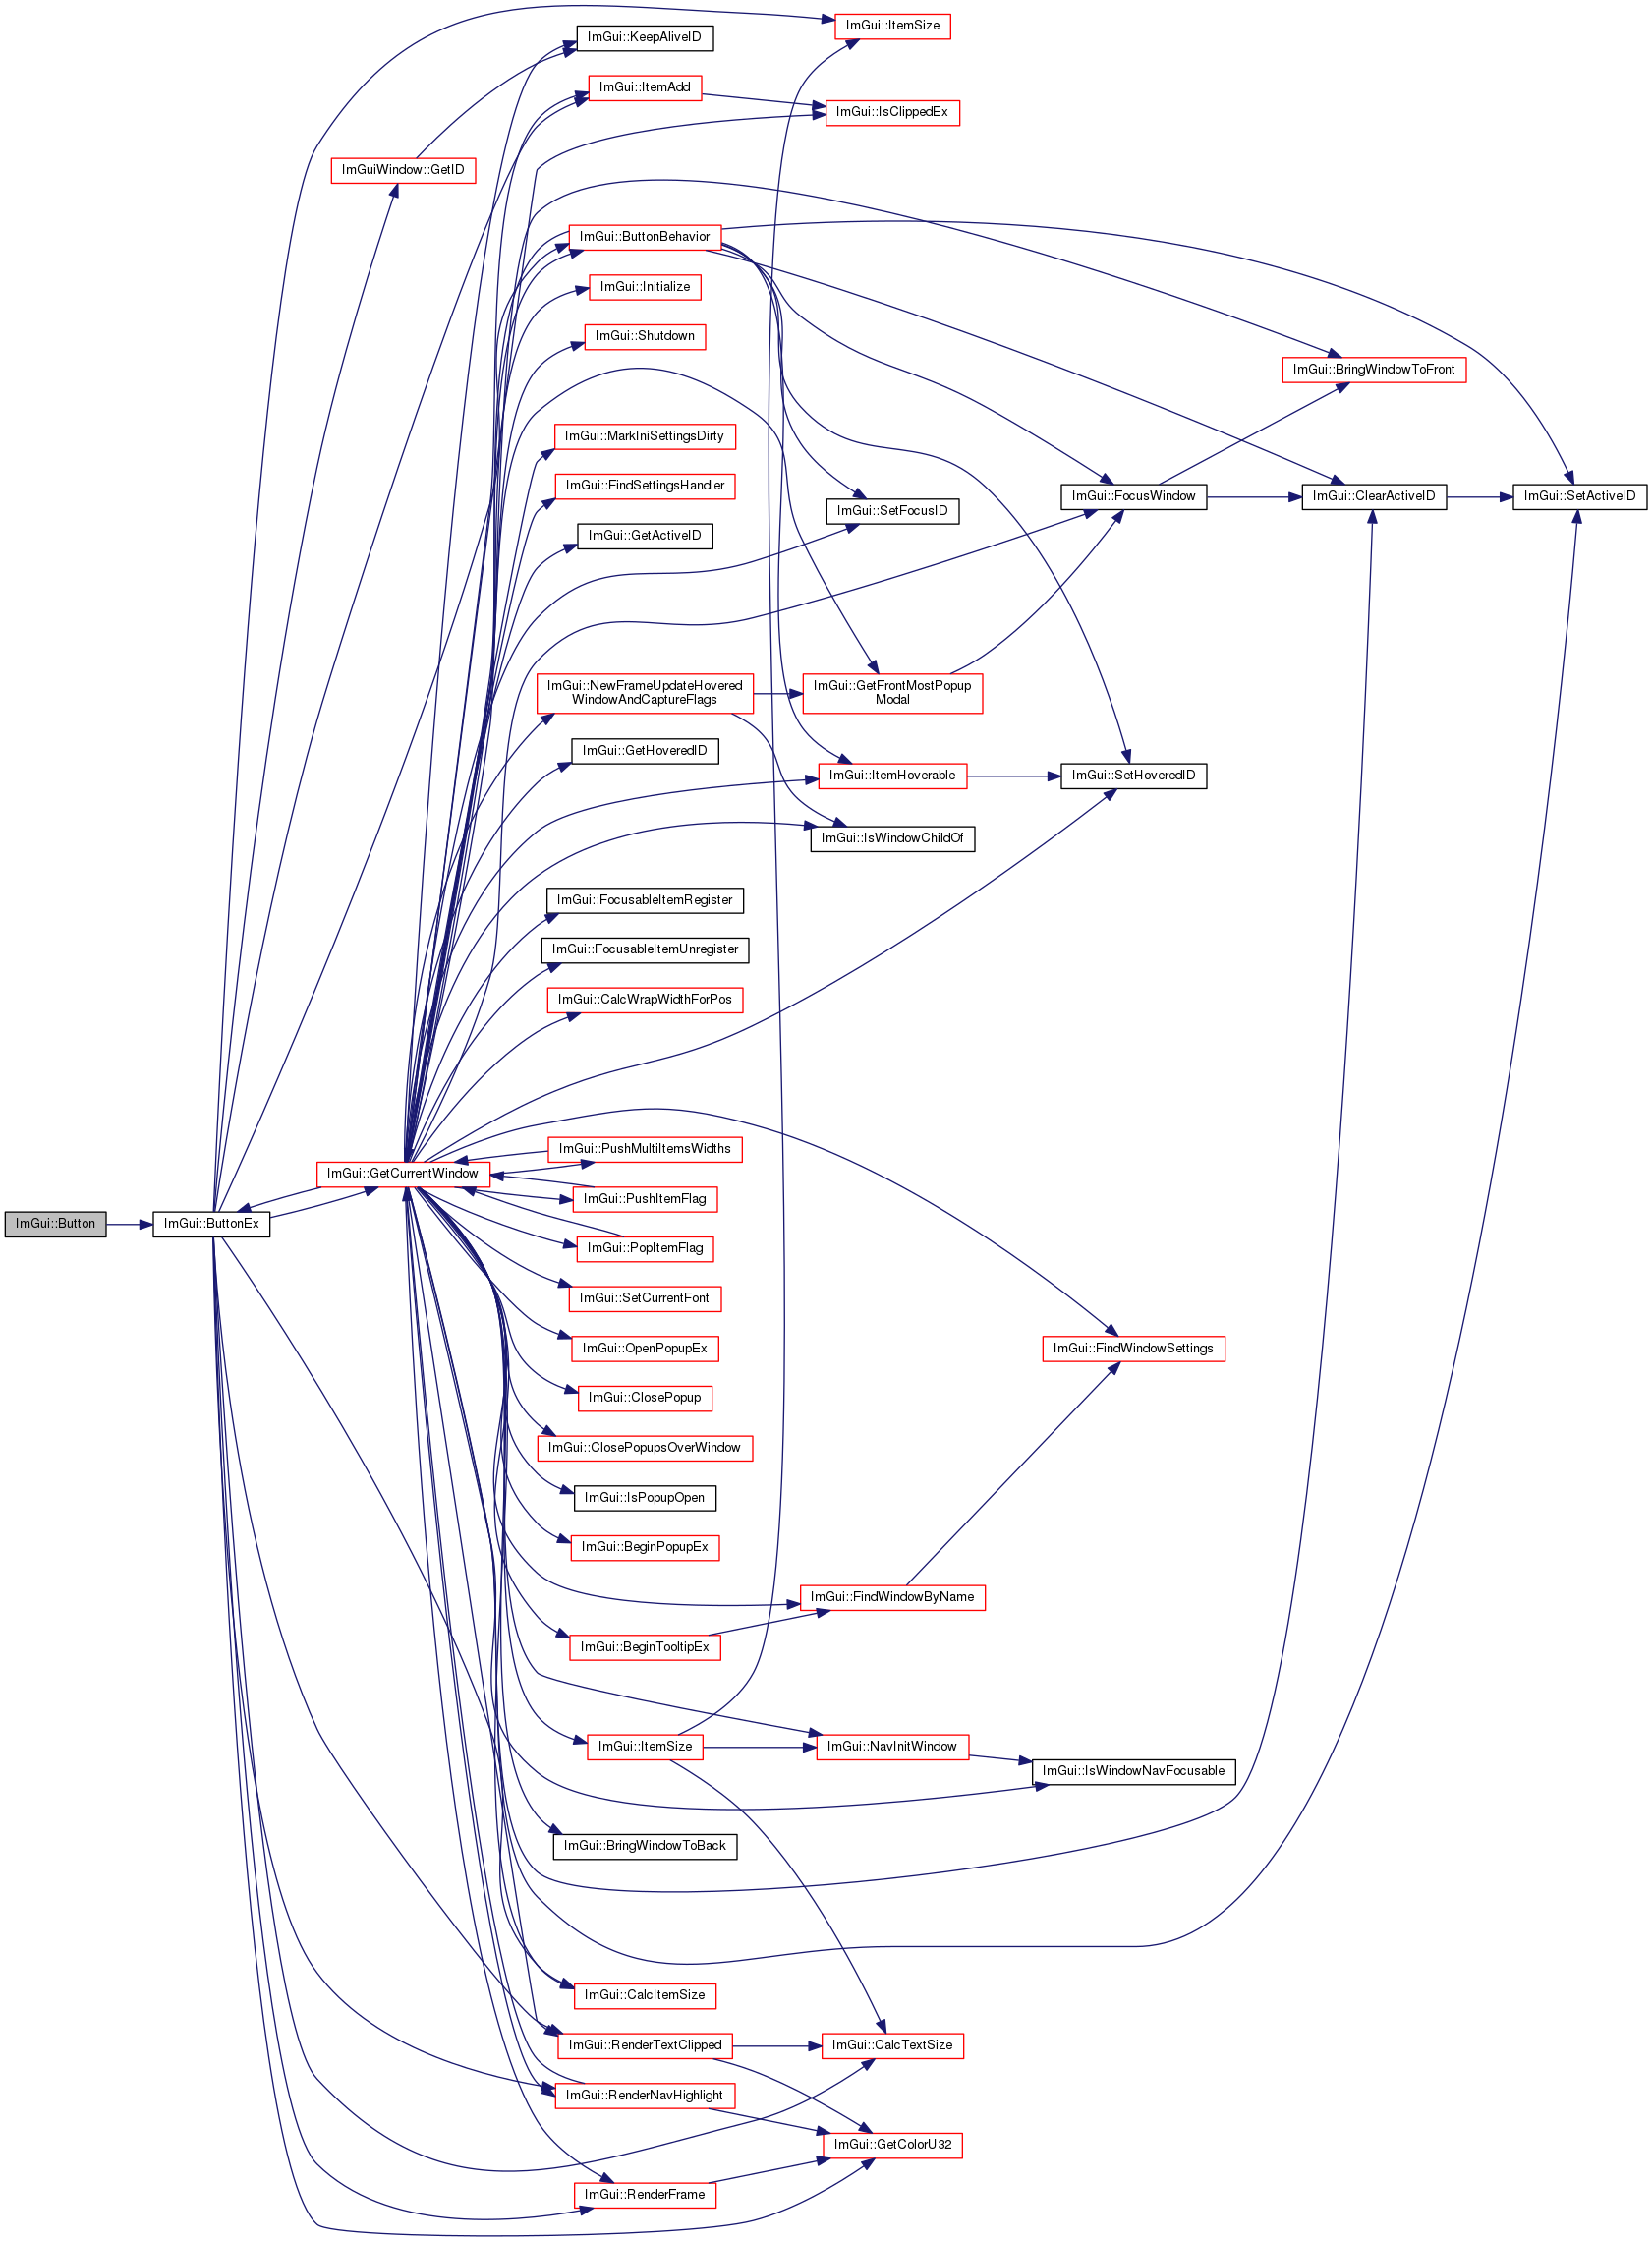 ImGui::ItemSize
ImGui::KeepAliveID
ImGui::ItemAdd
ImGui::IsClippedEx
ImGuiWindow::GetID
ImGui::ButtonBehavior
ImGui::Initialize
ImGui::Shutdown
ImGui::BringWindowToFront
ImGui::MarkIniSettingsDirty
ImGui::FindSettingsHandler
ImGui::SetFocusID
ImGui::FocusWindow
ImGui::ClearActiveID
ImGui::SetActiveID
ImGui::GetActiveID
ImGui::NewFrameUpdateHovered
WindowAndCaptureFlags
ImGui::GetFrontMostPopup
Modal
ImGui::GetHoveredID
ImGui::ItemHoverable
ImGui::SetHoveredID
ImGui::IsWindowChildOf
ImGui::FocusableItemRegister
ImGui::FocusableItemUnregister
ImGui::CalcWrapWidthForPos
ImGui::PushMultiItemsWidths
ImGui::GetCurrentWindow
ImGui::PushItemFlag
ImGui::Button
ImGui::ButtonEx
ImGui::PopItemFlag
ImGui::SetCurrentFont
ImGui::OpenPopupEx
ImGui::FindWindowSettings
ImGui::ClosePopup
ImGui::ClosePopupsOverWindow
ImGui::IsPopupOpen
ImGui::BeginPopupEx
ImGui::FindWindowByName
ImGui::BeginTooltipEx
ImGui::ItemSize
ImGui::NavInitWindow
ImGui::IsWindowNavFocusable
ImGui::BringWindowToBack
ImGui::CalcItemSize
ImGui::RenderTextClipped
ImGui::CalcTextSize
ImGui::RenderNavHighlight
ImGui::GetColorU32
ImGui::RenderFrame